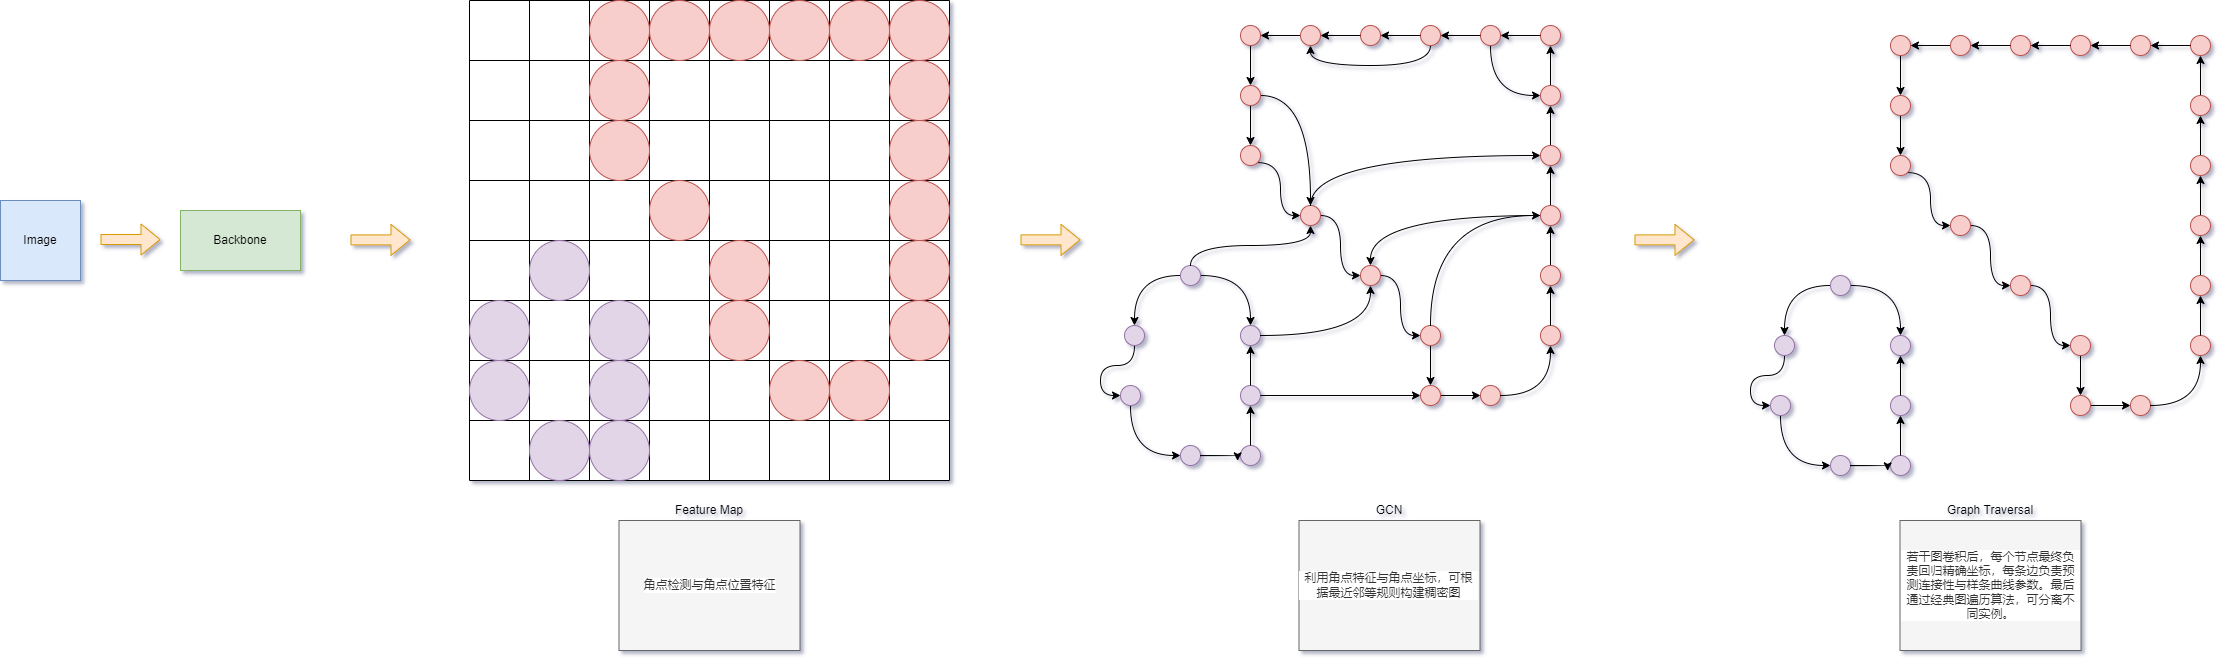 Image
Backbone
Feature Map
角点检测与角点位置特征
GCN
利用角点特征与角点坐标，可根
据最近邻等规则构建稠密图
Graph Traversal
若干图卷积后，每个节点最终负
责回归精确坐标，每条边负责预
测连接性与样条曲线参数。最后
通过经典图遍历算法，可分离不
同实例。